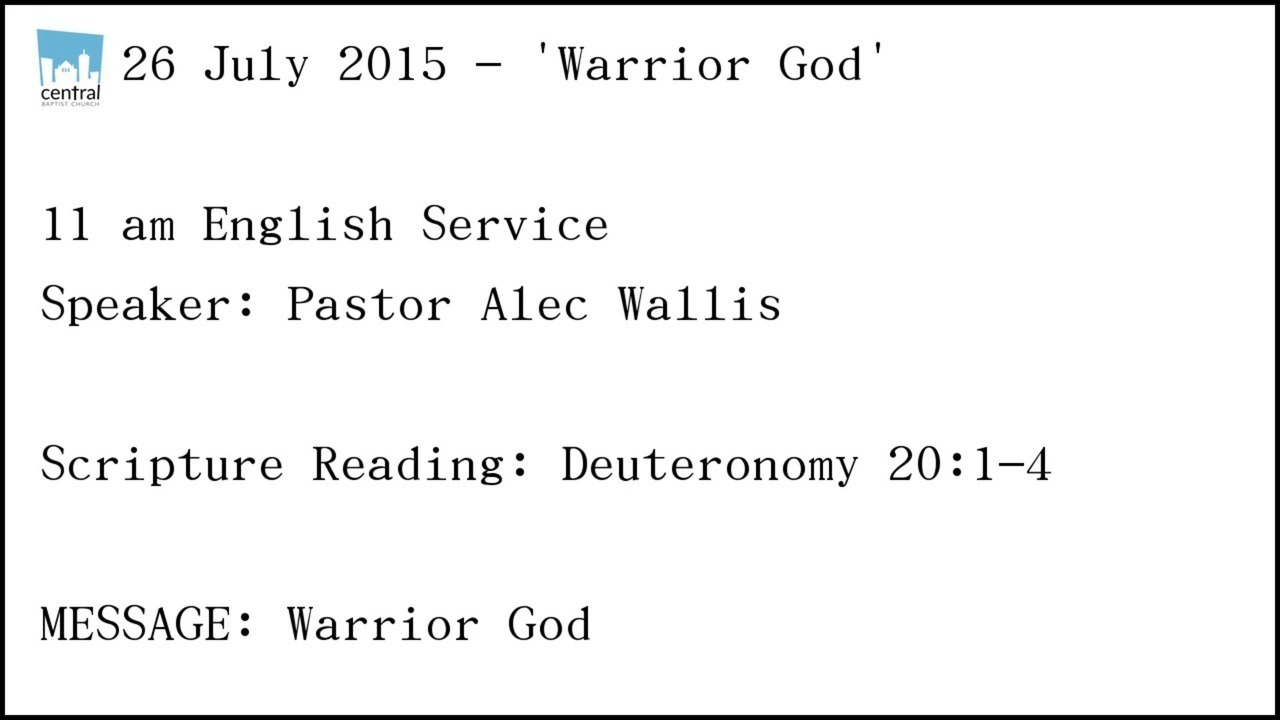 26 July 2015 - 'Warrior God'
central
BAPTIST CHURCH
11 am English Service
Speaker: Pastor Alec Wallis
Scripture Reading: Deuteronomy 20:1-4
MESSAGE: Warrior God